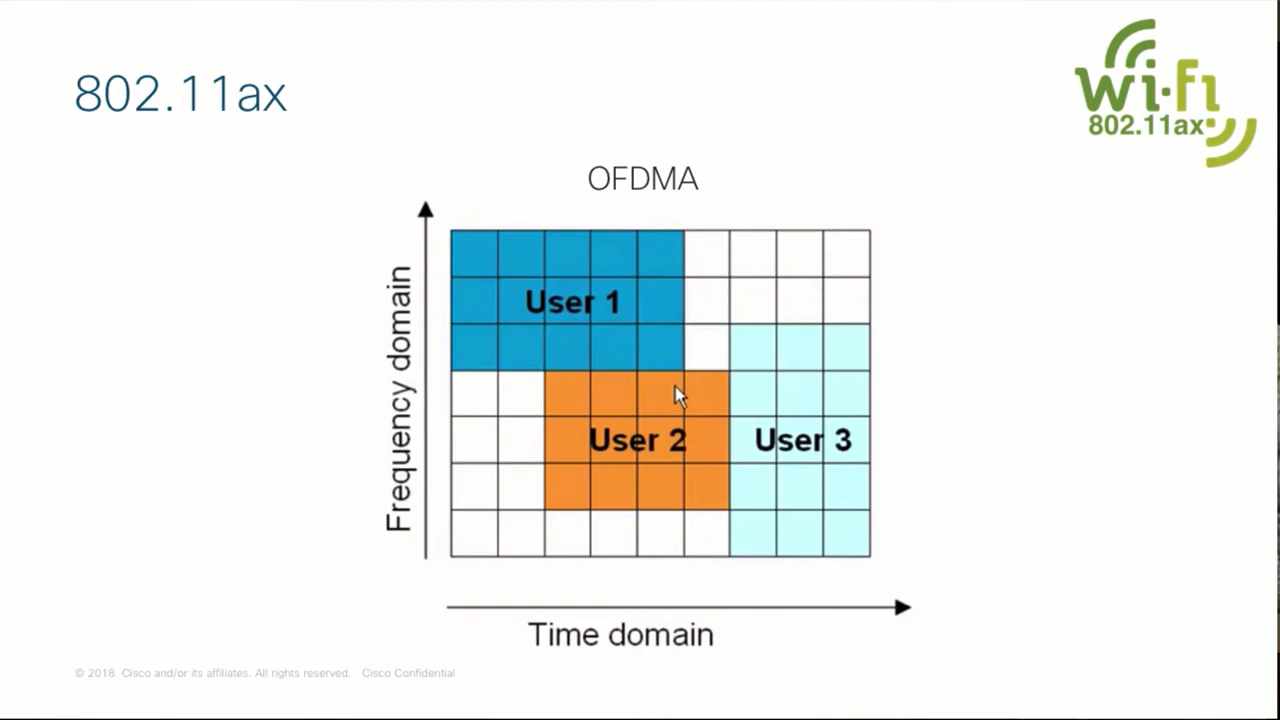 802.11ax
Wi-Fi
802.11ax
OFDMA
Frequency domain
User 1
User 2
User 3
Time domain
© 2018 Cisco and/or its affiliates. All rights reserved. Cisco Confidential